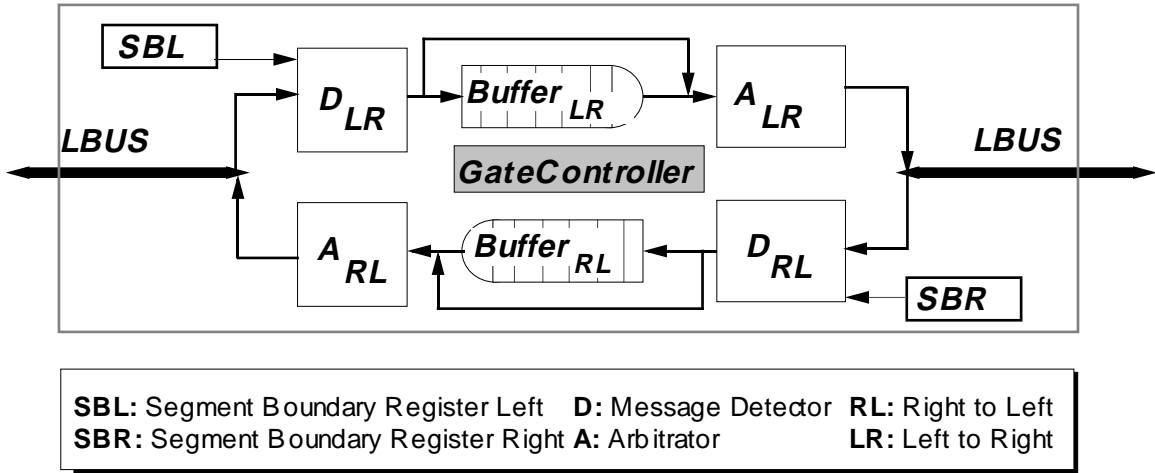 SBL
D LR
Buffer LR
A LR
LBUS
LBUS
GateController
A RL
Buffer RL
D RL
SBR
SBL: Segment Boundary Register Left D: Message Detector RL: Right to Left
SBR: Segment Boundary Register Right A: Arbitrator LR: Left to Right